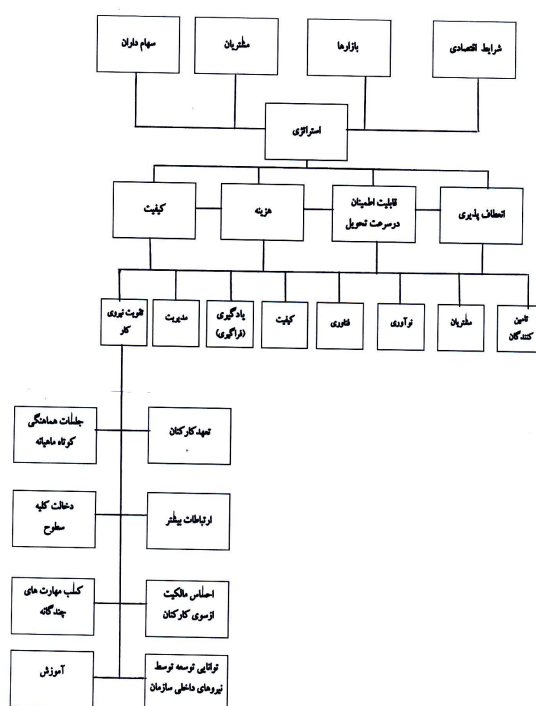 شرایط اقتصادی
بازارها
مشتریان
سهام داران
استراتژی
انعطاف پذیری
قابلیت اطمینان
درسرعت تحویل
هزینه
کیفیت
تامین
کنندگان
مشتریان
نوآوری
فناوری
کیفیت
یادگیری
(فراگیری)
مدیریت
تقویت نیروی
کار
تعهدکارکنان
جلسات هماهنگی
کوتاه ماهیانه
ارتباطات بیشتر
دخالت کلیه
سطوح
احساس مالکیت
ازسوی کارکنان
کسب مهارت های
چندگانه
توانایی توسعه توسط
نیروهای داخلی سازمان
آموزش